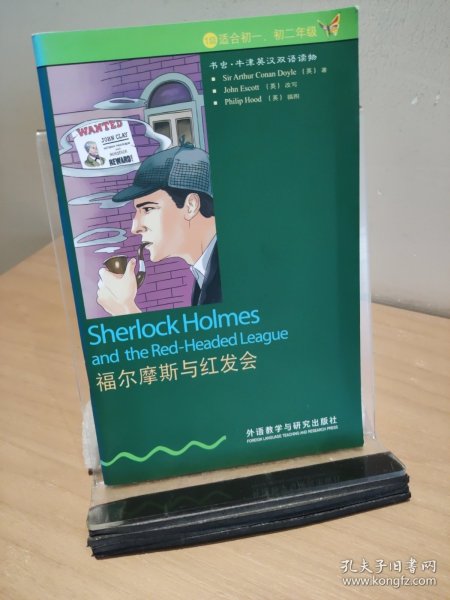 1级 适合初一、初二年级
书虫·牛津英汉双语读物
Sir Arthur Conan Doyle (英) 著
John Escott (英) 改写
Philip Hood (英) 插图
WANTED
JOHN CLAY
REWARD!
Sherlock Holmes
and the Red-Headed League
福尔摩斯与红发会
外语教学与研究出版社
FOREIGN LANGUAGE TEACHING AND RESEARCH PRESS
孔夫子旧书网
www.kongfz.com